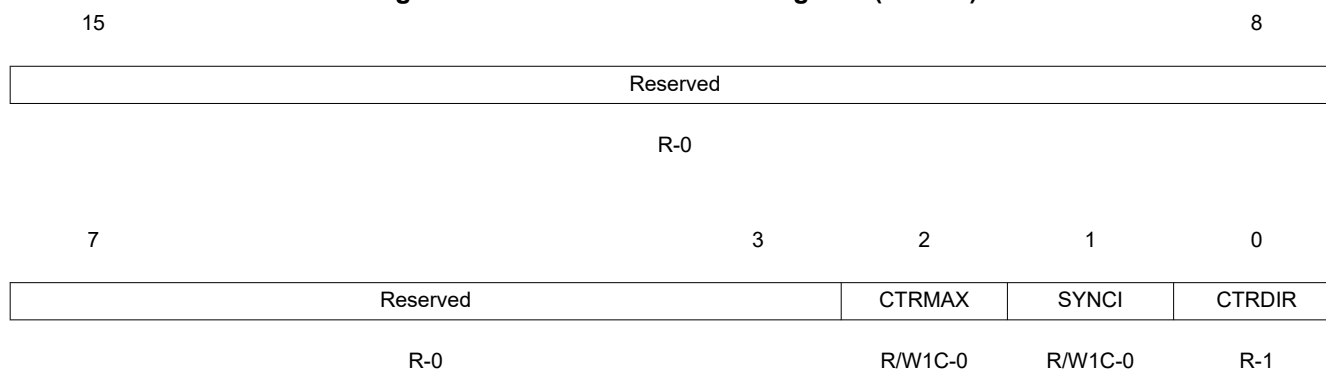 15 8
Reserved
R-0
7 3 2 1 0
Reserved CTRMAX SYNCI CTRDIR
R-0 R/W1C-0 R/W1C-0 R-1